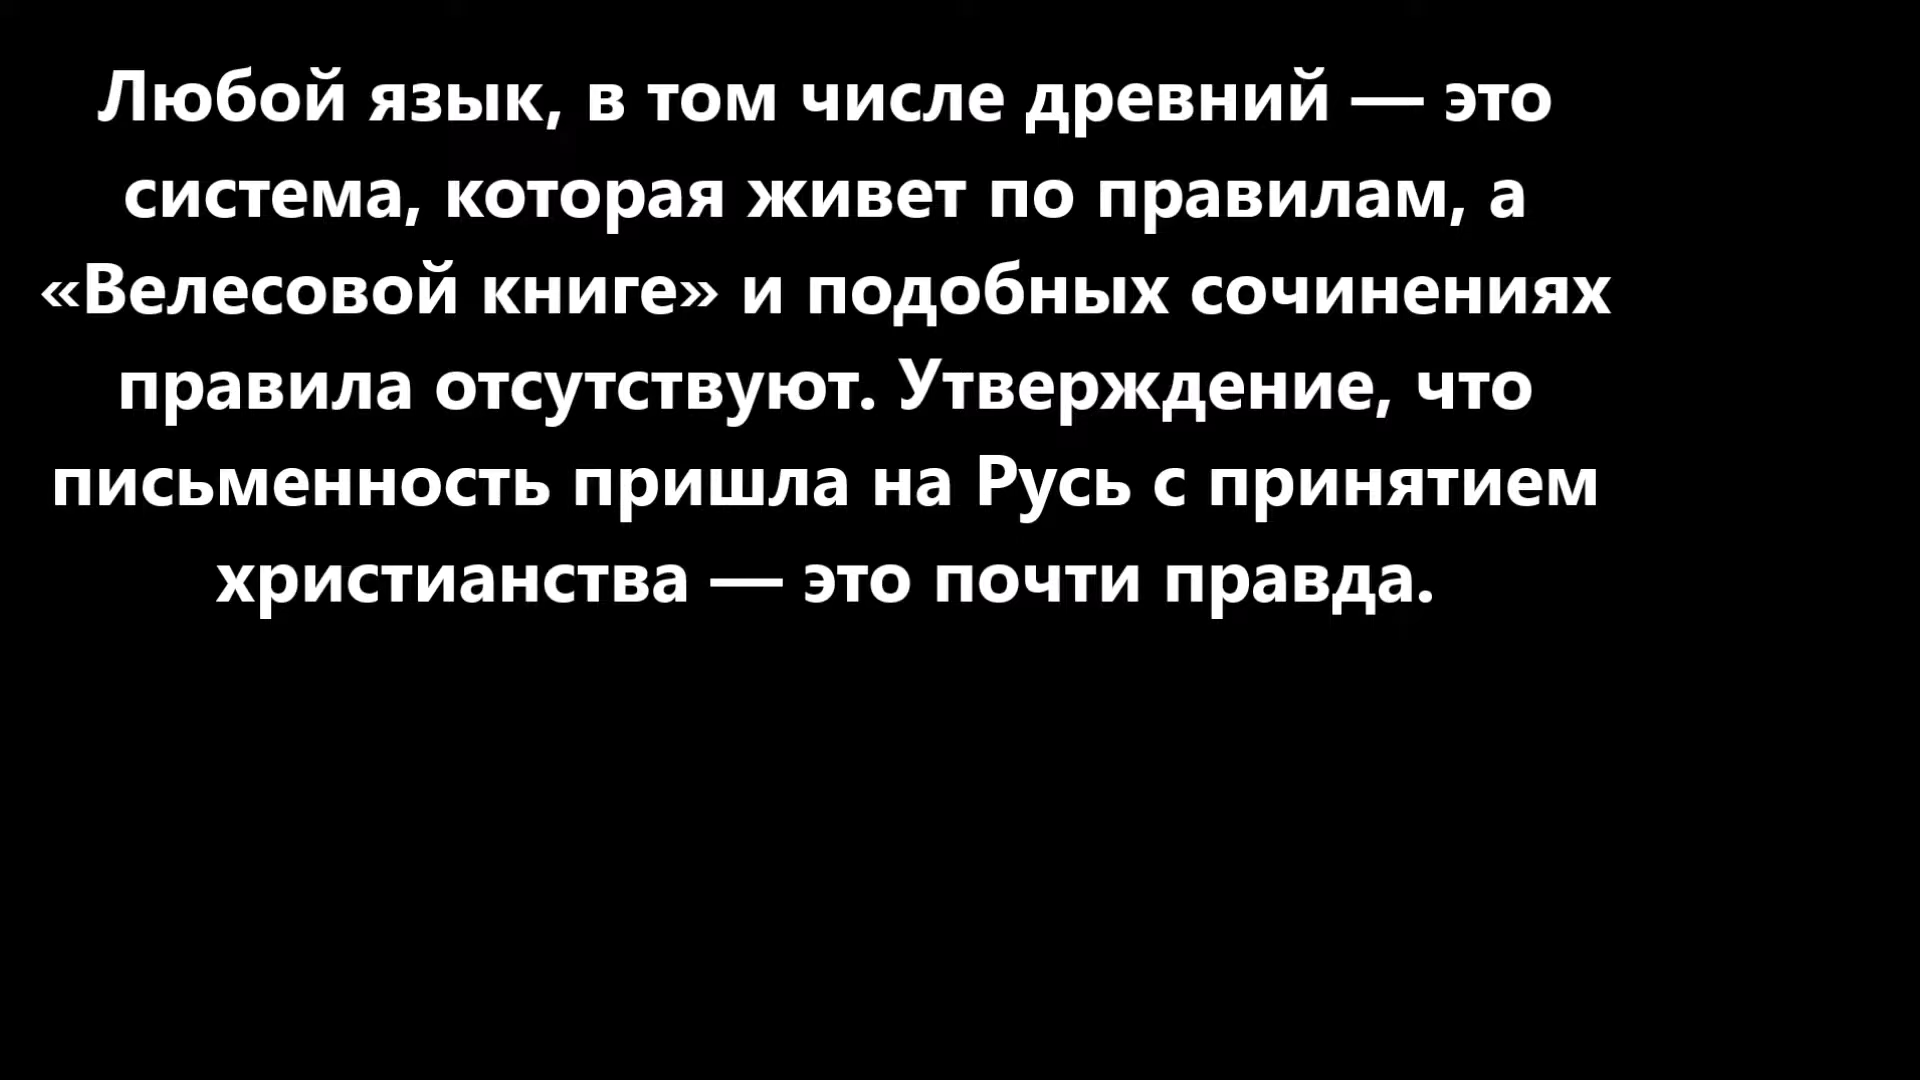 Любой язык, в том числе древний — это
система, которая живет по правилам, а
«Велесовой книге» и подобных сочинениях
правила отсутствуют. Утверждение, что
письменность пришла на Русь с принятием
христианства — это почти правда.